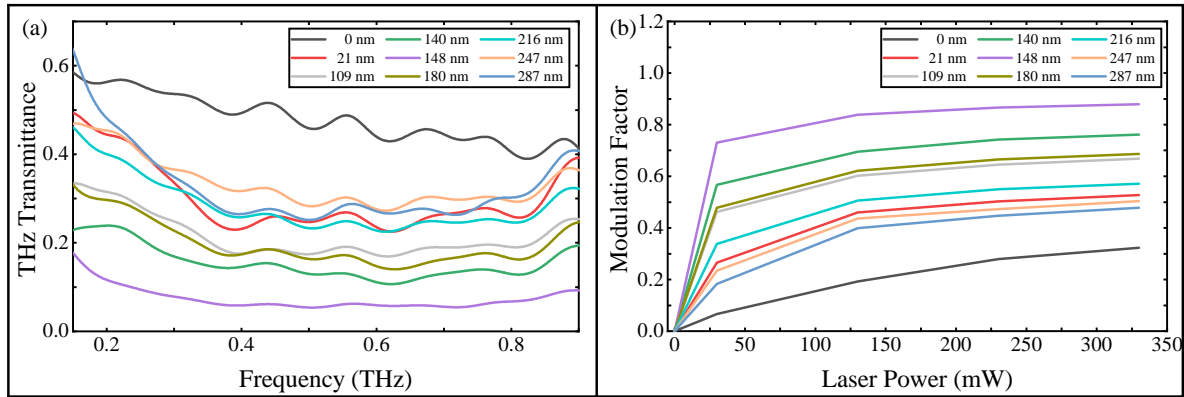 (a)
0 nm 140 nm 216 nm
21 nm 148 nm 247 nm
109 nm 180 nm 287 nm
THz Transmittance
0.6
0.4
0.2
0.0
0.2 0.4 0.6 0.8
Frequency (THz)
(b)
0 nm 140 nm 216 nm
21 nm 148 nm 247 nm
109 nm 180 nm 287 nm
Modulation Factor
1.2
1.0
0.8
0.6
0.4
0.2
0.0
0 50 100 150 200 250 300 350
Laser Power (mW)